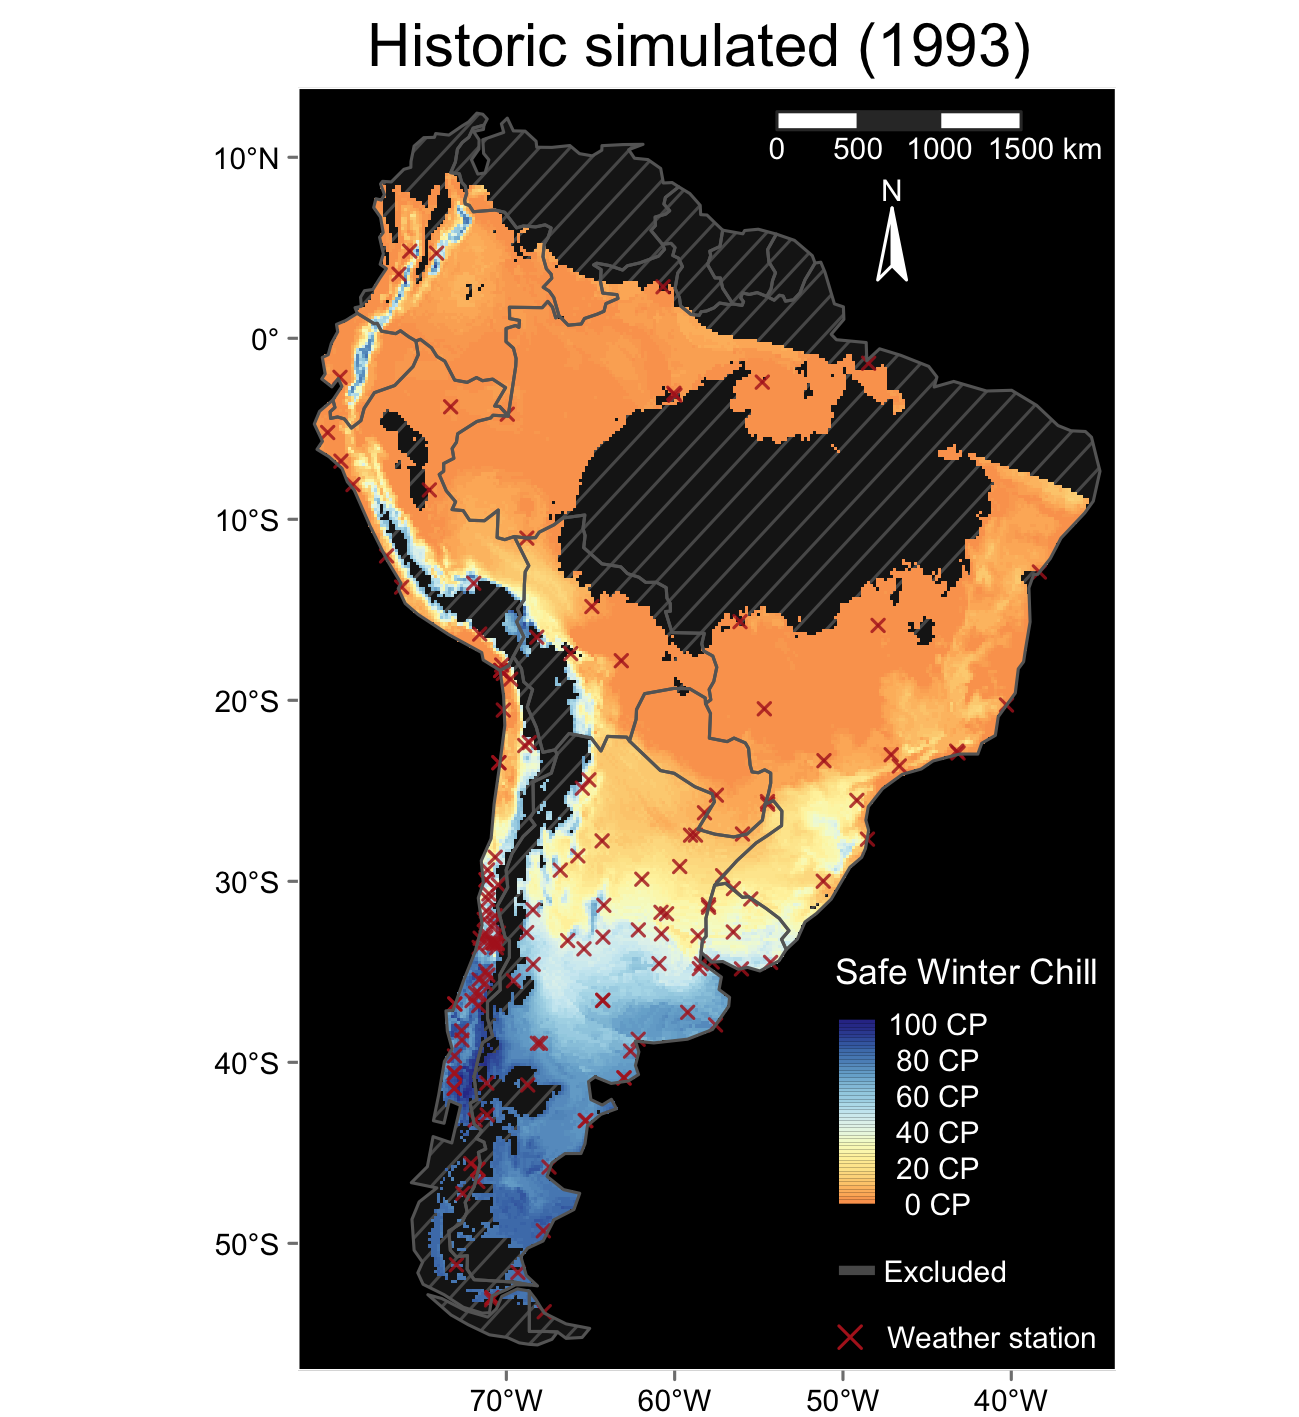 Historic simulated (1993)
0 500 1000 1500 km
N
10°N
0°
10°S
20°S
30°S
40°S
50°S
Safe Winter Chill
100 CP
80 CP
60 CP
40 CP
20 CP
0 CP
Excluded
Weather station
70°W 60°W 50°W 40°W